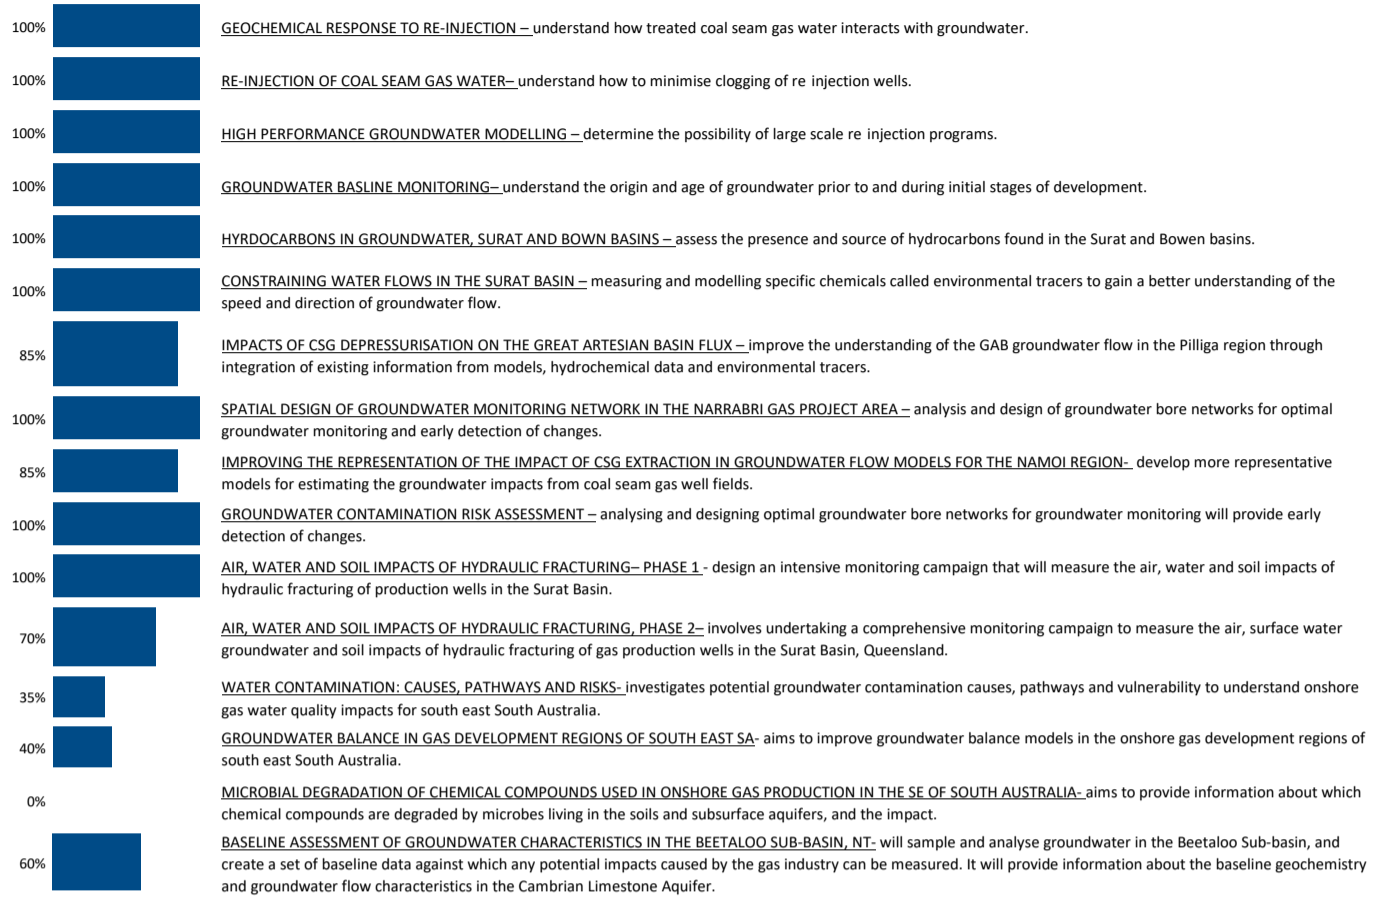 100% GEOCHEMICAL RESPONSE TO RE-INJECTION – understand how treated coal seam gas water interacts with groundwater.
100% RE-INJECTION OF COAL SEAM GAS WATER– understand how to minimise clogging of re injection wells.
100% HIGH PERFORMANCE GROUNDWATER MODELLING – determine the possibility of large scale re injection programs.
100% GROUNDWATER BASLINE MONITORING– understand the origin and age of groundwater prior to and during initial stages of development.
100% HYRDOCARBONS IN GROUNDWATER, SURAT AND BOWN BASINS – assess the presence and source of hydrocarbons found in the Surat and Bowen basins.
100% CONSTRAINING WATER FLOWS IN THE SURAT BASIN – measuring and modelling specific chemicals called environmental tracers to gain a better understanding of the
speed and direction of groundwater flow.
85% IMPACTS OF CSG DEPRESSURISATION ON THE GREAT ARTESIAN BASIN FLUX – improve the understanding of the GAB groundwater flow in the Pilliga region through
integration of existing information from models, hydrochemical data and environmental tracers.
100% SPATIAL DESIGN OF GROUNDWATER MONITORING NETWORK IN THE NARRABRI GAS PROJECT AREA – analysis and design of groundwater bore networks for optimal
groundwater monitoring and early detection of changes.
85% IMPROVING THE REPRESENTATION OF THE IMPACT OF CSG EXTRACTION IN GROUNDWATER FLOW MODELS FOR THE NAMOI REGION- develop more representative
models for estimating the groundwater impacts from coal seam gas well fields.
100% GROUNDWATER CONTAMINATION RISK ASSESSMENT – analysing and designing optimal groundwater bore networks for groundwater monitoring will provide early
detection of changes.
100% AIR, WATER AND SOIL IMPACTS OF HYDRAULIC FRACTURING– PHASE 1 - design an intensive monitoring campaign that will measure the air, water and soil impacts of
hydraulic fracturing of production wells in the Surat Basin.
70% AIR, WATER AND SOIL IMPACTS OF HYDRAULIC FRACTURING, PHASE 2– involves undertaking a comprehensive monitoring campaign to measure the air, surface water
groundwater and soil impacts of hydraulic fracturing of gas production wells in the Surat Basin, Queensland.
35% WATER CONTAMINATION: CAUSES, PATHWAYS AND RISKS- investigates potential groundwater contamination causes, pathways and vulnerability to understand onshore
gas water quality impacts for south east South Australia.
40% GROUNDWATER BALANCE IN GAS DEVELOPMENT REGIONS OF SOUTH EAST SA- aims to improve groundwater balance models in the onshore gas development regions of
south east South Australia.
0% MICROBIAL DEGRADATION OF CHEMICAL COMPOUNDS USED IN ONSHORE GAS PRODUCTION IN THE SE OF SOUTH AUSTRALIA- aims to provide information about which
chemical compounds are degraded by microbes living in the soils and subsurface aquifers, and the impact.
60% BASELINE ASSESSMENT OF GROUNDWATER CHARACTERISTICS IN THE BEETALOO SUB-BASIN, NT- will sample and analyse groundwater in the Beetaloo Sub-basin, and
create a set of baseline data against which any potential impacts caused by the gas industry can be measured. It will provide information about the baseline geochemistry
and groundwater flow characteristics in the Cambrian Limestone Aquifer.